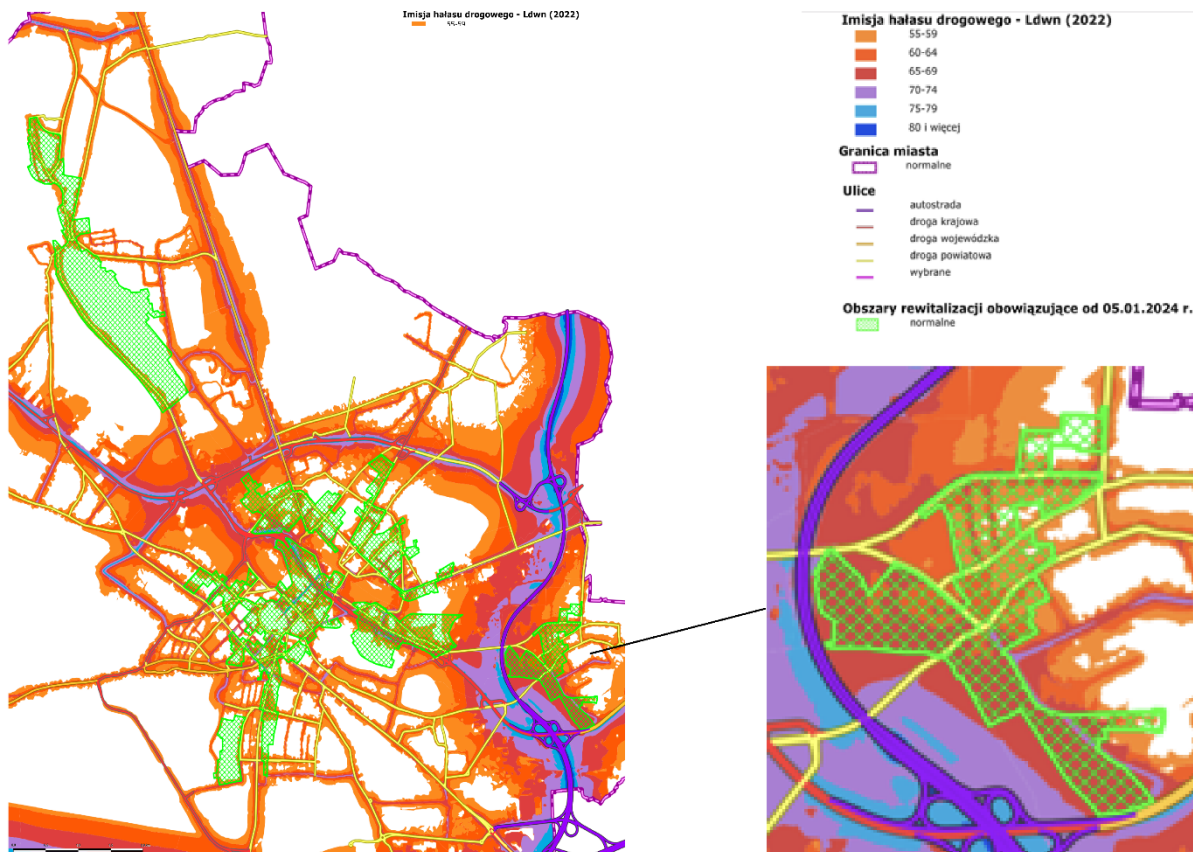 Imisja hałasu drogowego - Ldwn (2022)
55-59
Imisja hałasu drogowego - Ldwn (2022)
55-59
60-64
65-69
70-74
75-79
80 i więcej
Granica miasta
normalne
Ulice
autostrada
droga krajowa
droga wojewódzka
droga powiatowa
wybrane
Obszary rewitalizacji obowiązujące od 05.01.2024 r.
normalne